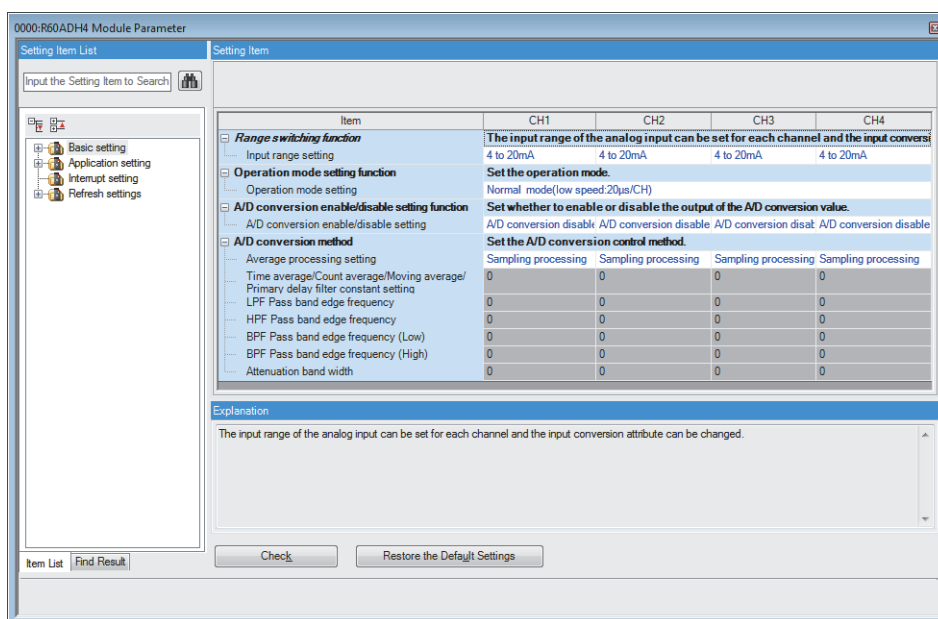 0000:R60ADH4 Module Parameter
Setting Item List
Input the Setting Item to Search
Basic setting
Application setting
Interrupt setting
Refresh settings
Item List
Find Result
Setting Item
Item CH1 CH2 CH3 CH4
Range switching function The input range of the analog input can be set for each channel and the input conversi
Input range setting 4 to 20mA 4 to 20mA 4 to 20mA 4 to 20mA
Operation mode setting function Set the operation mode.
Operation mode setting Normal mode(low speed:20μs/CH)
A/D conversion enable/disable setting function Set whether to enable or disable the output of the A/D conversion value.
A/D conversion enable/disable setting A/D conversion disable A/D conversion disable A/D conversion disab A/D conversion disable
A/D conversion method Set the A/D conversion control method.
Average processing setting Sampling processing Sampling processing Sampling processing Sampling processing
Time average/Count average/Moving average/ 0 0 0 0
Primary delay filter constant setting
LPF Pass band edge frequency 0 0 0 0
HPF Pass band edge frequency 0 0 0 0
BPF Pass band edge frequency (Low) 0 0 0 0
BPF Pass band edge frequency (High) 0 0 0 0
Attenuation band width 0 0 0 0
Explanation
The input range of the analog input can be set for each channel and the input conversion attribute can be changed.
Check
Restore the Default Settings